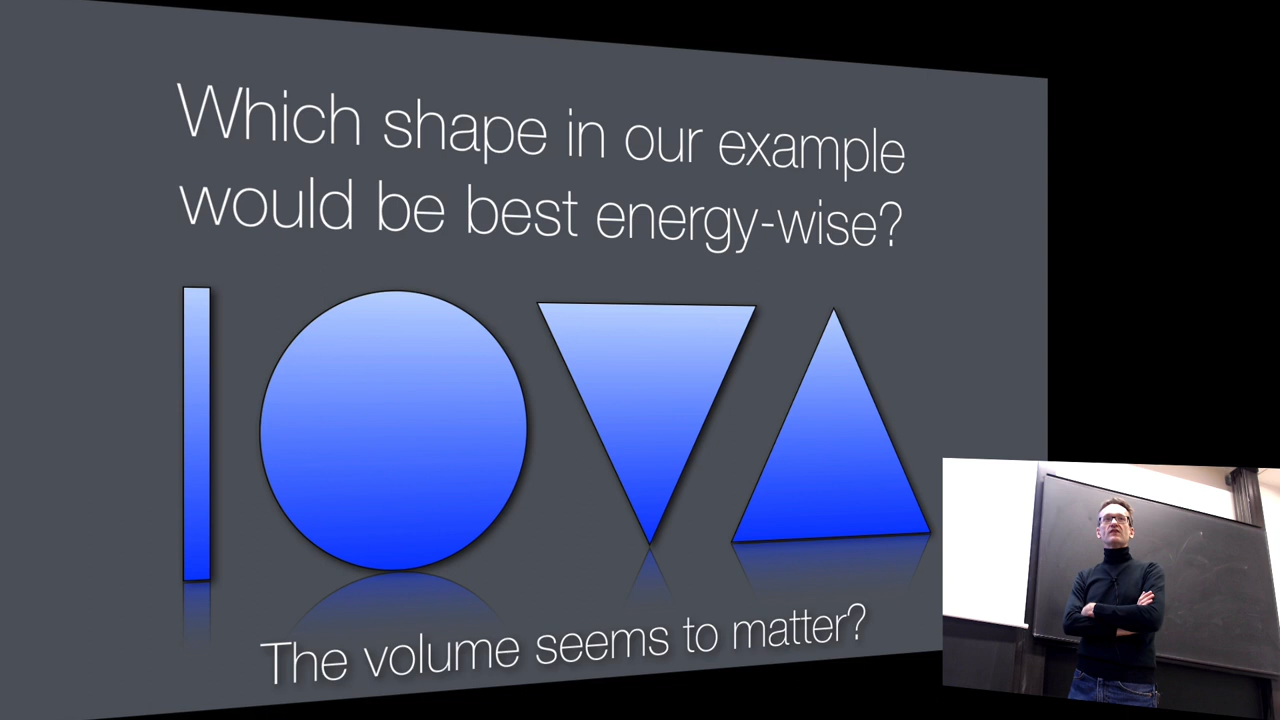 Which shape in our example
would be best energy-wise?
The volume seems to matter?